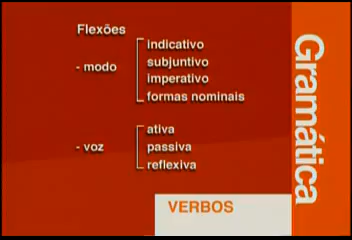 Flexões
- modo
indicativo
subjuntivo
imperativo
formas nominais
- voz
ativa
passiva
reflexiva
VERBOS
Gramática